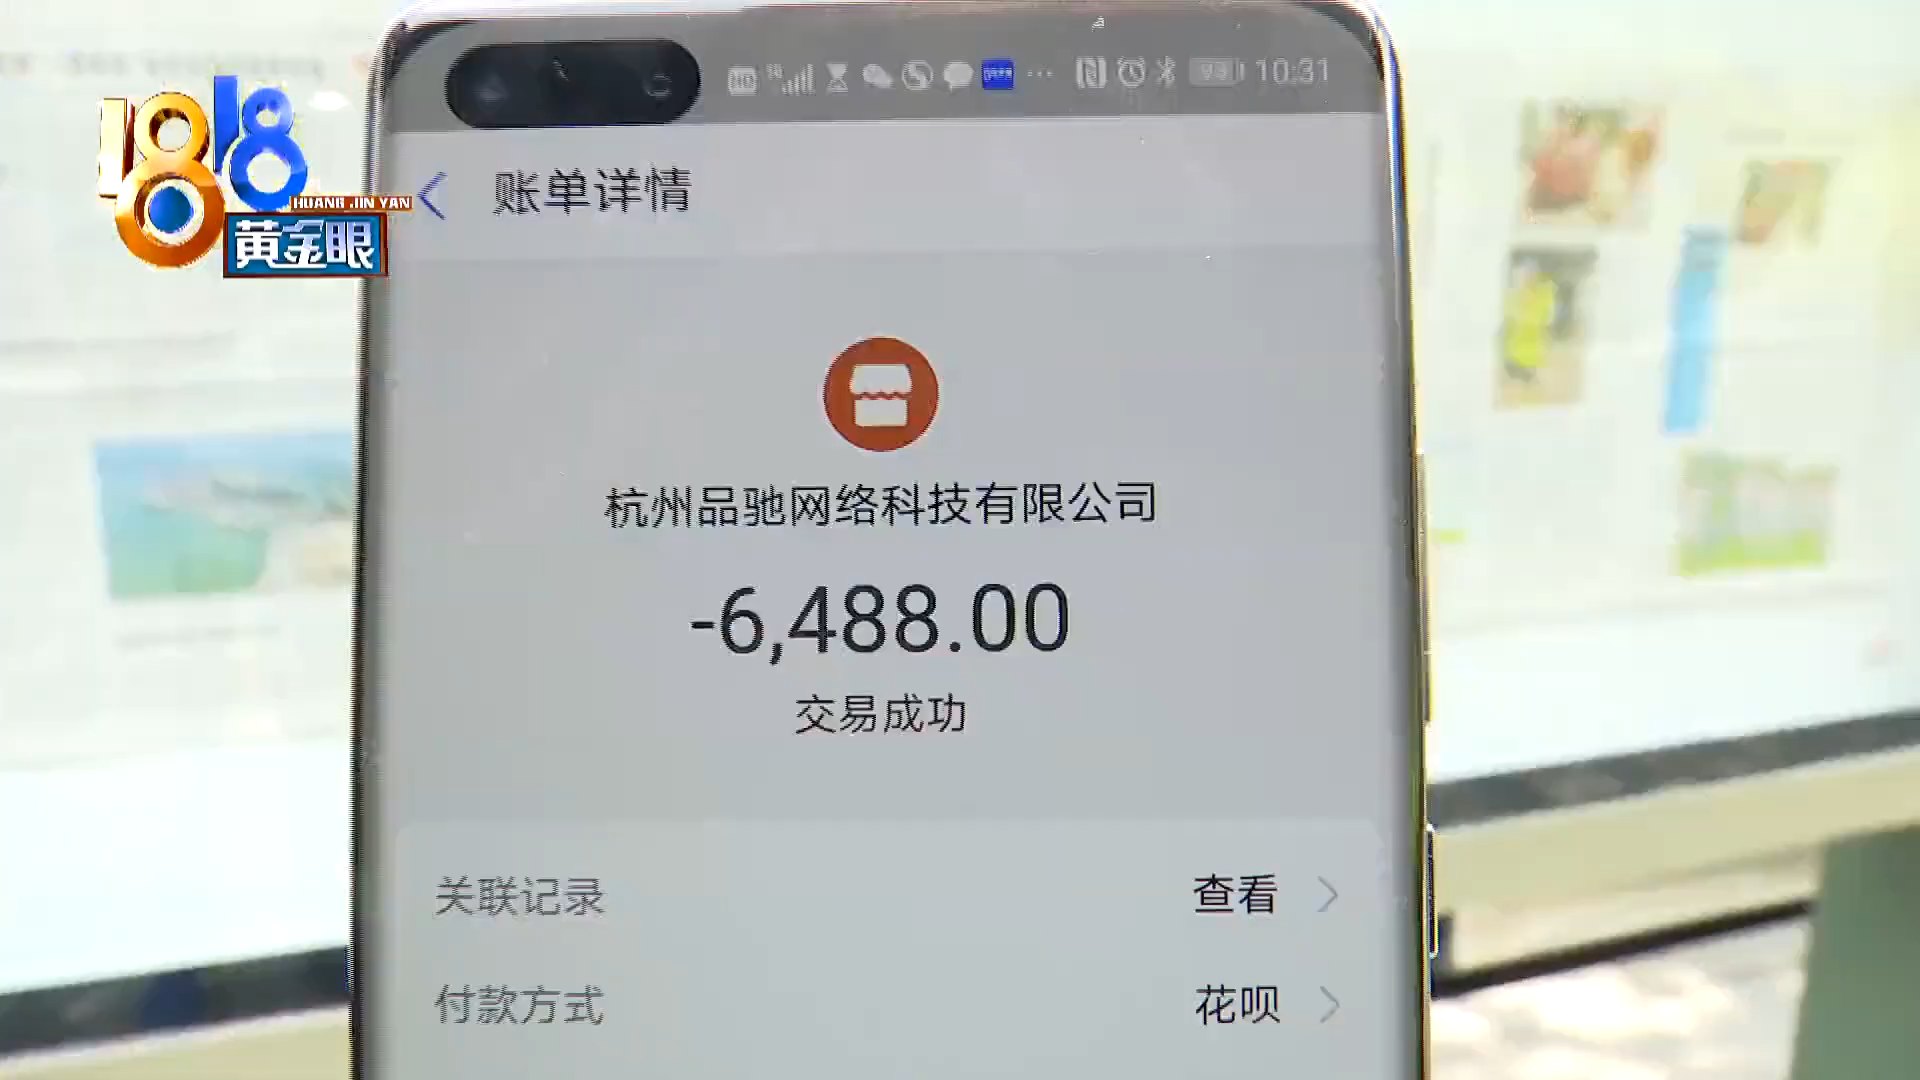 1818
HUANG JIN YAN
黄金眼
HD 10:31
账单详情
杭州品驰网络科技有限公司
-6,488.00
交易成功
关联记录 查看
付款方式 花呗